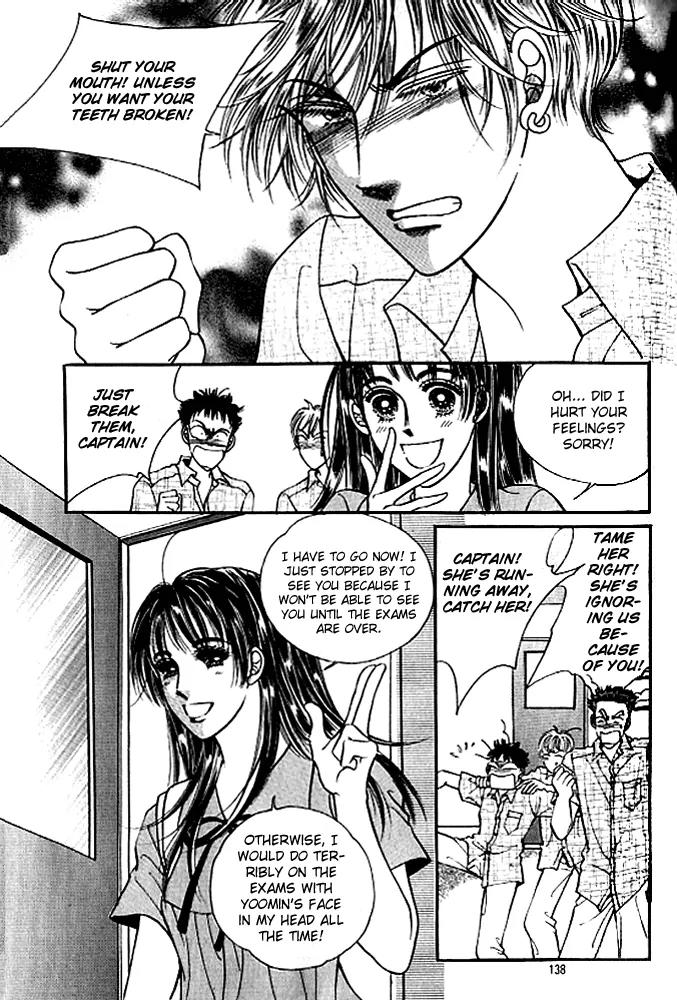 SHUT YOUR
MOUTH! UNLESS
YOU WANT YOUR
TEETH BROKEN!
JUST
BREAK
THEM,
CAPTAIN!
OH... DID I
HURT YOUR
FEELINGS?
SORRY!
I HAVE TO GO NOW! I
JUST STOPPED BY TO
SEE YOU BECAUSE I
WON'T BE ABLE TO SEE
YOU UNTIL THE EXAMS
ARE OVER.
OTHERWISE, I
WOULD DO TER-
RIBLY ON THE
EXAMS WITH
YOOMIN'S FACE
IN MY HEAD ALL
THE TIME!
CAPTAIN!
SHE'S RUN-
NING AWAY,
CATCH HER!
TAME
HER
RIGHT!
SHE'S
IGNOR-
ING US
BE-
CAUSE
OF YOU!
138